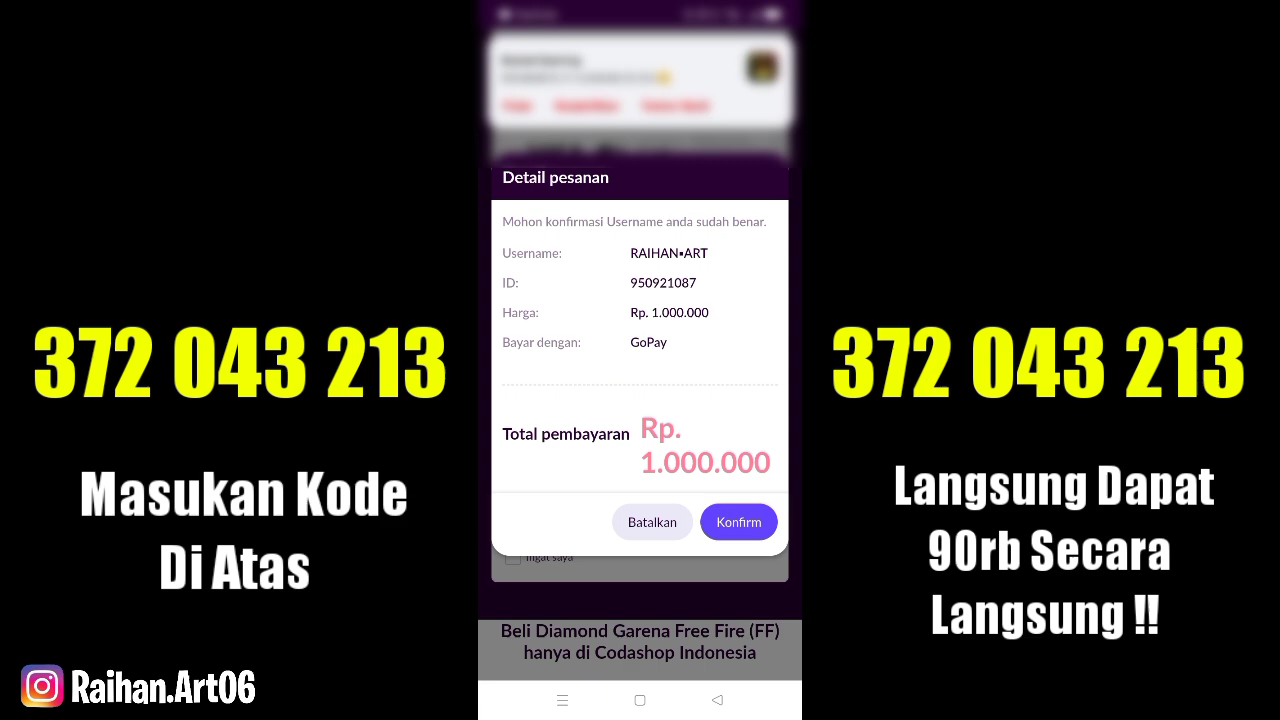 Detail pesanan
Mohon konfirmasi Username anda sudah benar.
Username: RAIHAN▪ART
ID: 950921087
Harga: Rp. 1.000.000
Bayar dengan: GoPay
Total pembayaran Rp.
1.000.000
Batalkan Konfirm
Ingat saya
Beli Diamond Garena Free Fire (FF)
hanya di Codashop Indonesia
372 043 213
Masukan Kode
Di Atas
372 043 213
Langsung Dapat
90rb Secara
Langsung !!
Raihan.Art06